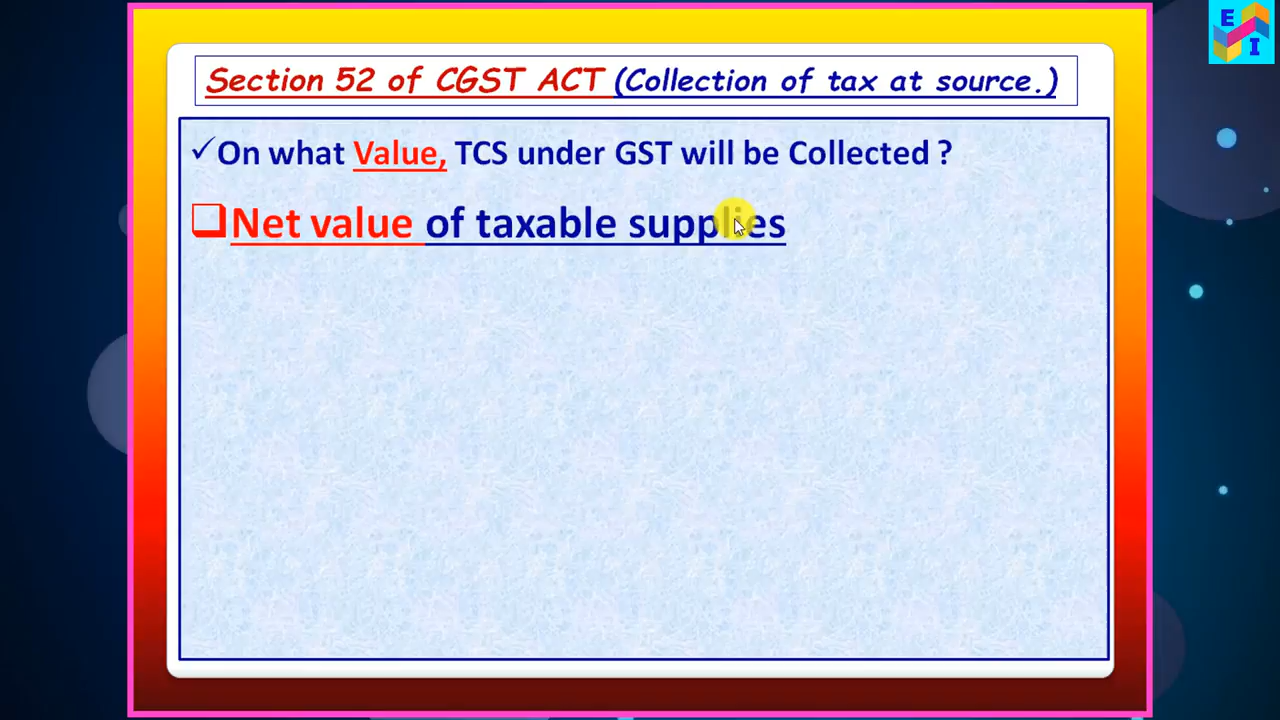 Section 52 of CGST ACT (Collection of tax at source.)
✓On what Value, TCS under GST will be Collected ?
❑Net value of taxable supplies
E
I